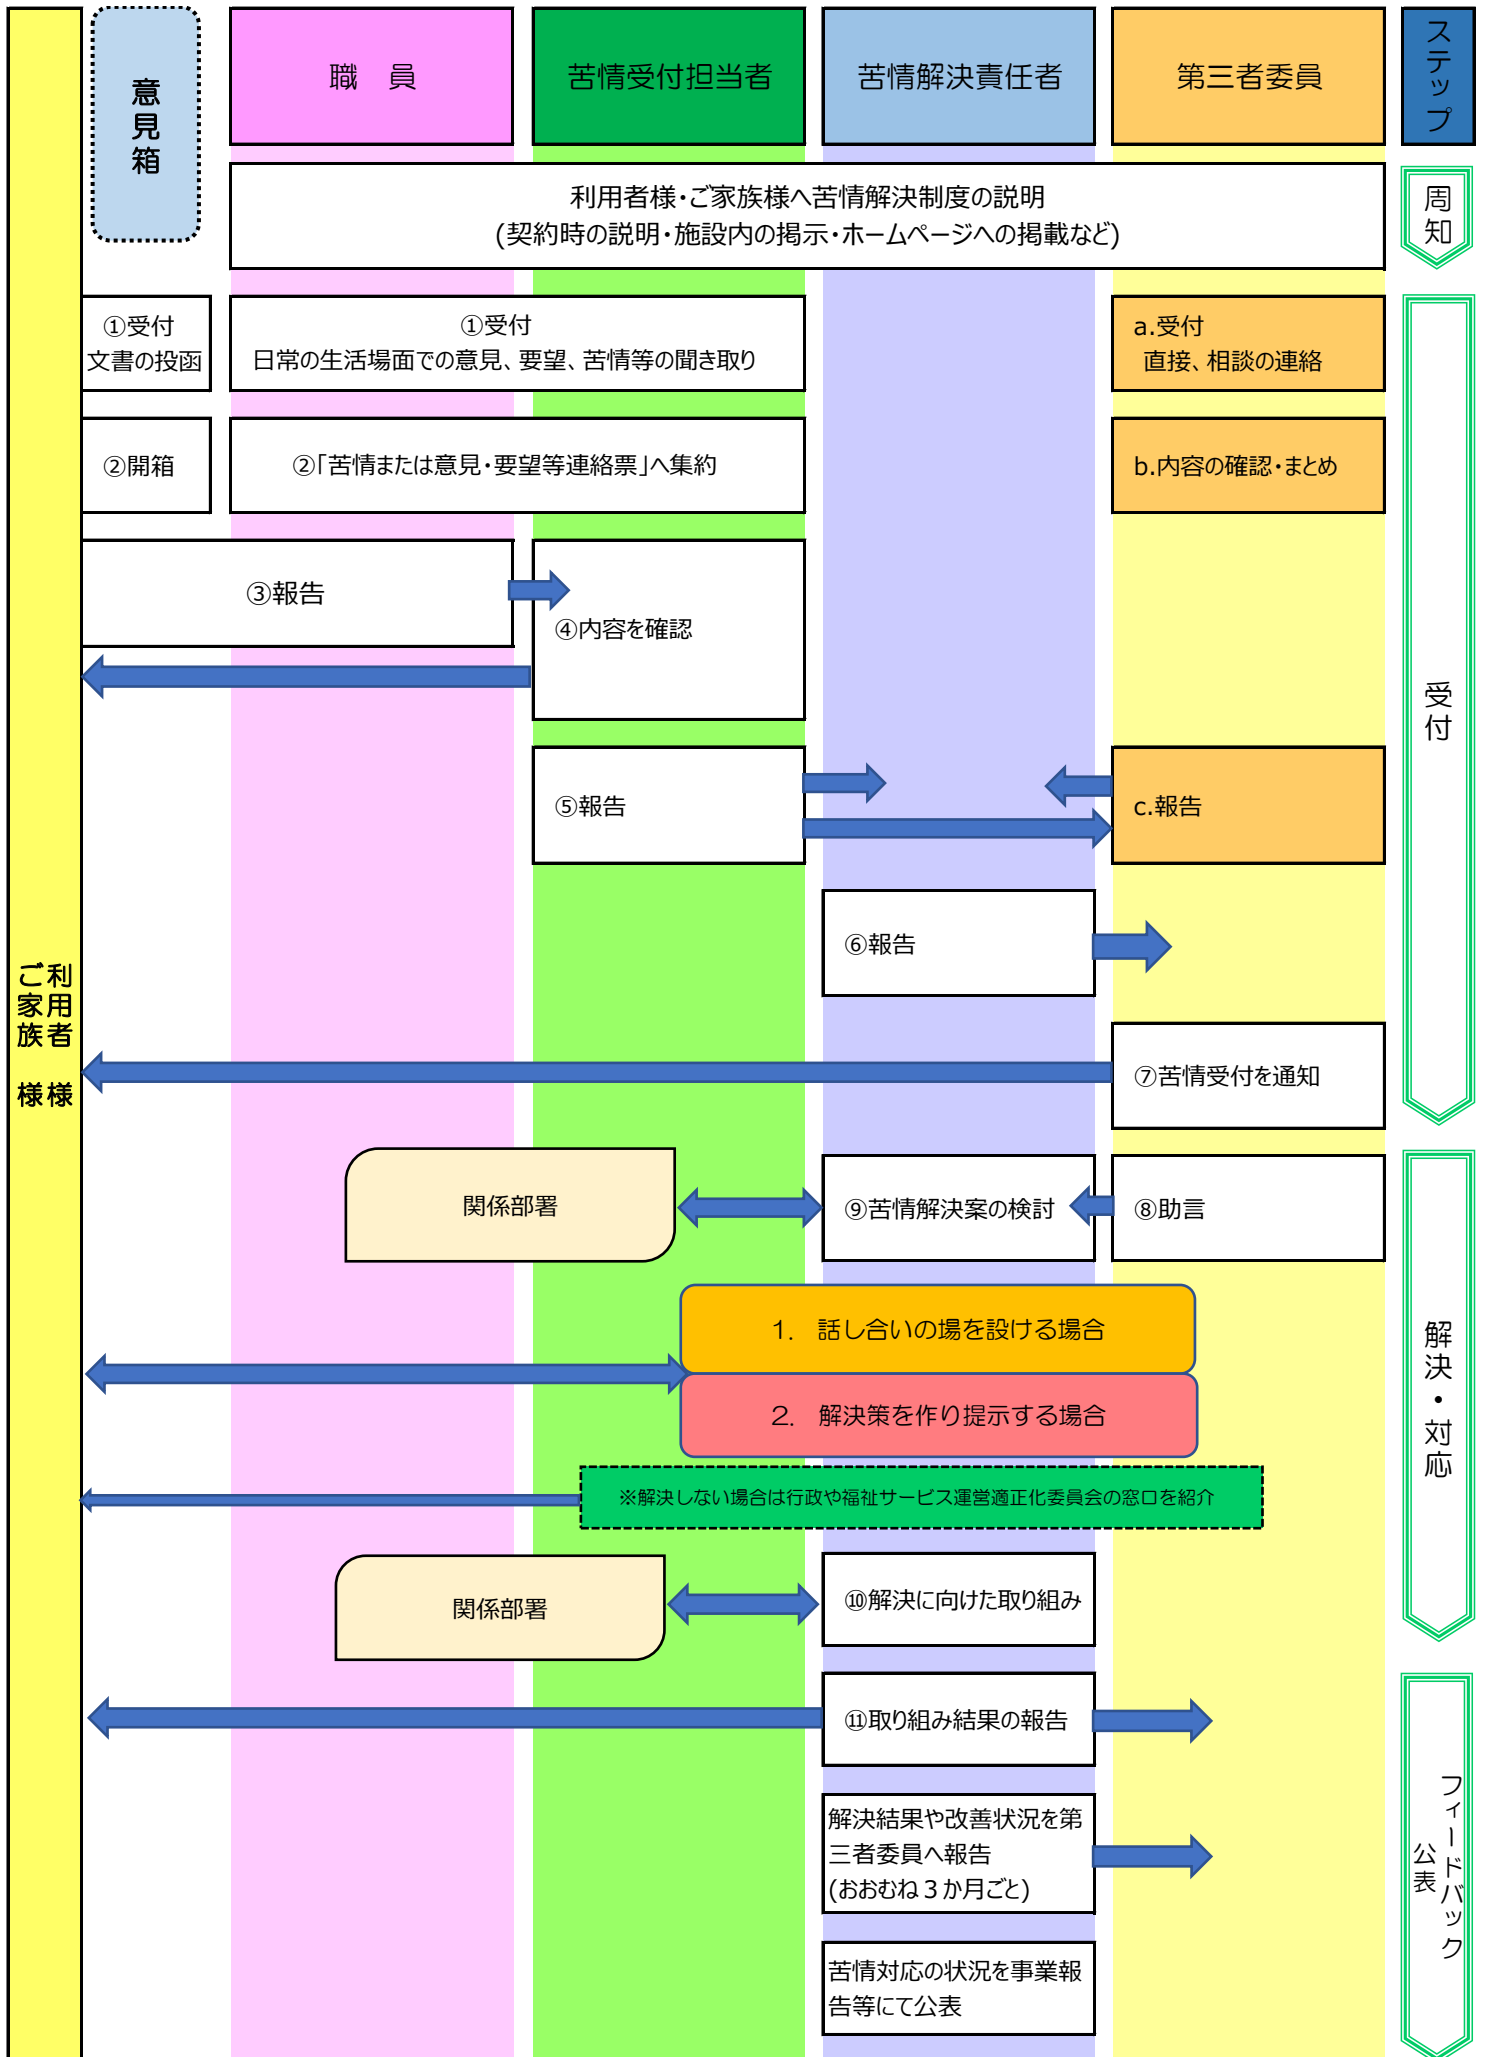 意見箱
職　員
苦情受付担当者
苦情解決責任者
第三者委員
ステップ
利用者様・ご家族様へ苦情解決制度の説明
(契約時の説明・施設内の掲示・ホームページへの掲載など)
周知
①受付
文書の投函
①受付
日常の生活場面での意見、要望、苦情等の聞き取り
a.受付
直接、相談の連絡
②開箱
②「苦情または意見・要望等連絡票」へ集約
b.内容の確認・まとめ
③報告
④内容を確認
受付
⑤報告
c.報告
⑥報告
利用者　様
ご家族　様
⑦苦情受付を通知
関係部署
⑨苦情解決案の検討
⑧助言
1.　話し合いの場を設ける場合
2.　解決策を作り提示する場合
解決・対応
※解決しない場合は行政や福祉サービス運営適正化委員会の窓口を紹介
関係部署
⑩解決に向けた取り組み
⑪取り組み結果の報告
解決結果や改善状況を第
三者委員へ報告
(おおむね３か月ごと)
フィードバック
公表
苦情対応の状況を事業報
告等にて公表